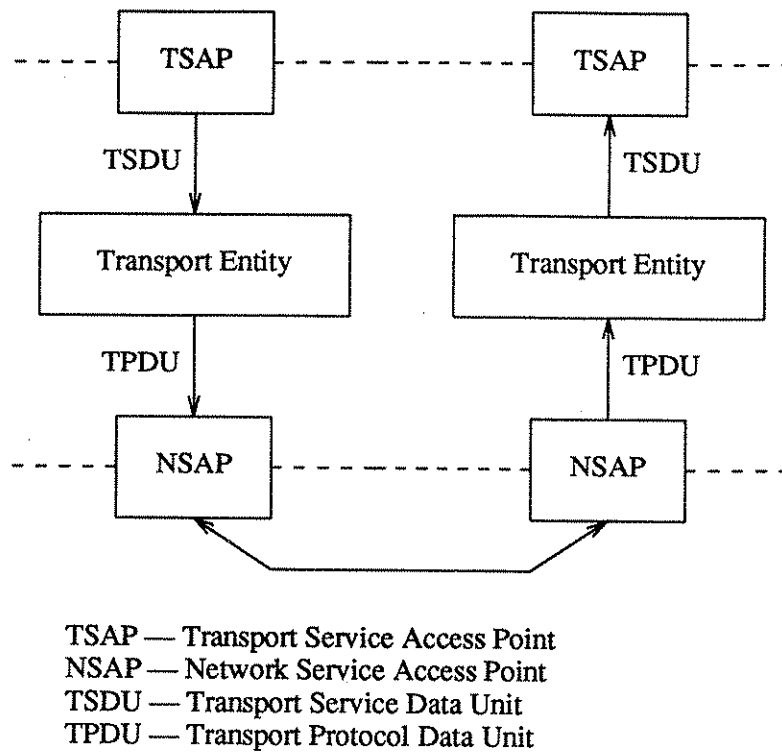 TSAP TSAP
TSDU TSDU
Transport Entity Transport Entity
TPDU TPDU
NSAP NSAP
TSAP — Transport Service Access Point
NSAP — Network Service Access Point
TSDU — Transport Service Data Unit
TPDU — Transport Protocol Data Unit